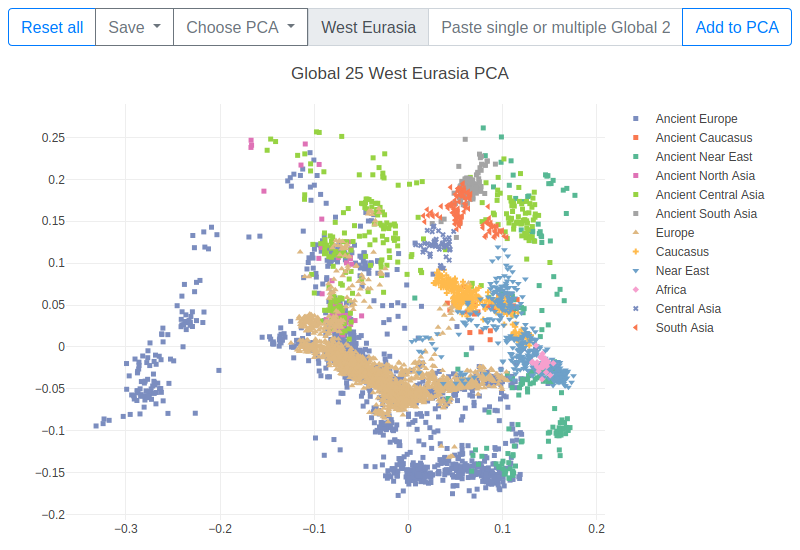 Reset all Save Choose PCA West Eurasia Paste single or multiple Global 2 Add to PCA
Global 25 West Eurasia PCA
0.25
0.2
0.15
0.1
0.05
0
−0.05
−0.1
−0.15
−0.2
−0.3 −0.2 −0.1 0 0.1 0.2
Ancient Europe
Ancient Caucasus
Ancient Near East
Ancient North Asia
Ancient Central Asia
Ancient South Asia
Europe
Caucasus
Near East
Africa
Central Asia
South Asia